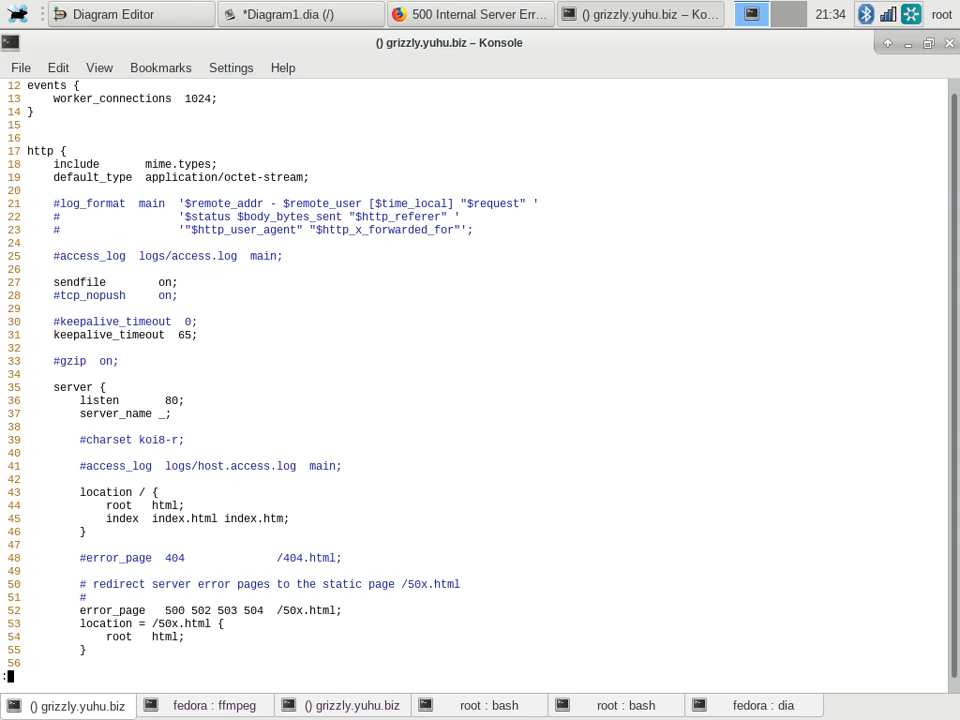 Diagram Editor
*Diagram1.dia (/)
500 Internal Server Err...
() grizzly.yuhu.biz – Ko...
21:34
root
() grizzly.yuhu.biz – Konsole
File Edit View Bookmarks Settings Help
12 events {
13     worker_connections  1024;
14 }
15
16
17 http {
18     include       mime.types;
19     default_type  application/octet-stream;
20
21     #log_format  main  '$remote_addr - $remote_user [$time_local] "$request" '
22     #                  '$status $body_bytes_sent "$http_referer" '
23     #                  '"$http_user_agent" "$http_x_forwarded_for"';
24
25     #access_log  logs/access.log  main;
26
27     sendfile        on;
28     #tcp_nopush     on;
29
30     #keepalive_timeout  0;
31     keepalive_timeout  65;
32
33     #gzip  on;
34
35     server {
36         listen       80;
37         server_name _;
38
39         #charset koi8-r;
40
41         #access_log  logs/host.access.log  main;
42
43         location / {
44             root   html;
45             index  index.html index.htm;
46         }
47
48         #error_page  404              /404.html;
49
50         # redirect server error pages to the static page /50x.html
51         #
52         error_page   500 502 503 504  /50x.html;
53         location = /50x.html {
54             root   html;
55         }
56
:
() grizzly.yuhu.biz
fedora : ffmpeg
() grizzly.yuhu.biz
root : bash
root : bash
fedora : dia